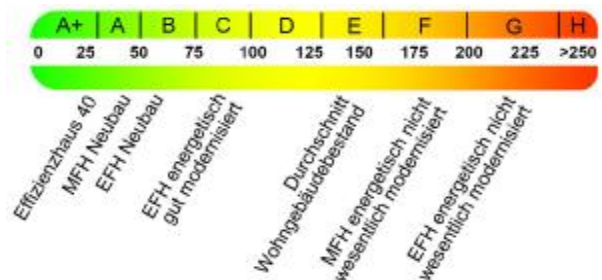 A+ A B C D E F G H
0 25 50 75 100 125 150 175 200 225 >250
Effizienzhaus 40
MFH Neubau
EFH Neubau
EFH energetisch
gut modernisiert
Durchschnitt
Wohngebäudebestand
MFH energetisch nicht
wesentlich modernisiert
EFH energetisch nicht
wesentlich modernisiert